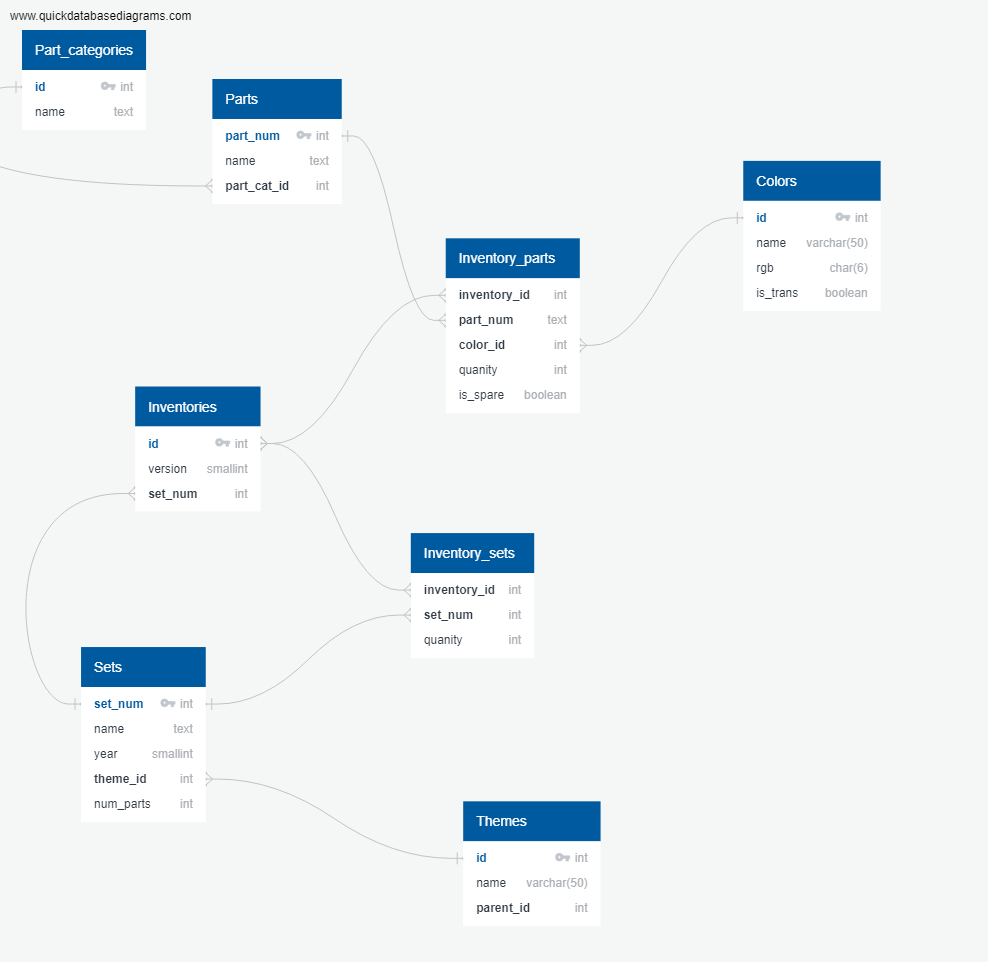 www.quickdatabasediagrams.com
Part_categories
id int
name text
Parts
part_num int
name text
part_cat_id int
Colors
id int
name varchar(50)
rgb char(6)
is_trans boolean
Inventory_parts
inventory_id int
part_num text
color_id int
quanity int
is_spare boolean
Inventories
id int
version smallint
set_num int
Inventory_sets
inventory_id int
set_num int
quanity int
Sets
set_num int
name text
year smallint
theme_id int
num_parts int
Themes
id int
name varchar(50)
parent_id int